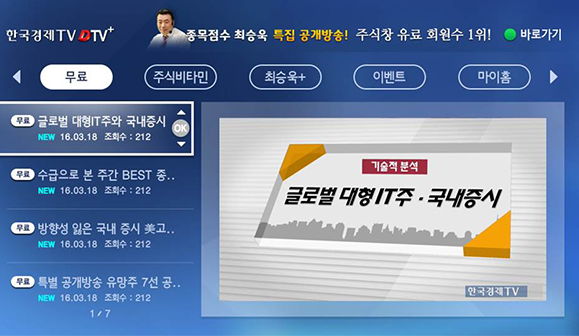 한국경제TV DTV+
종목점수 최승욱 특집 공개방송! 주식창 유료 회원수 1위! 바로가기
무료 주식비타민 최승욱+ 이벤트 마이홈
무료 글로벌 대형IT주와 국내증시
NEW 16.03.18 조회수 : 212
OK
무료 수급으로 본 주간 BEST 종..
NEW 16.03.18 조회수 : 212
무료 방향성 잃은 국내 증시 美고..
NEW 16.03.18 조회수 : 212
무료 특별 공개방송 유망주 7선 공..
NEW 16.03.18 조회수 : 212
1 / 7
기술적 분석
글로벌 대형IT주 · 국내증시
한국경제TV